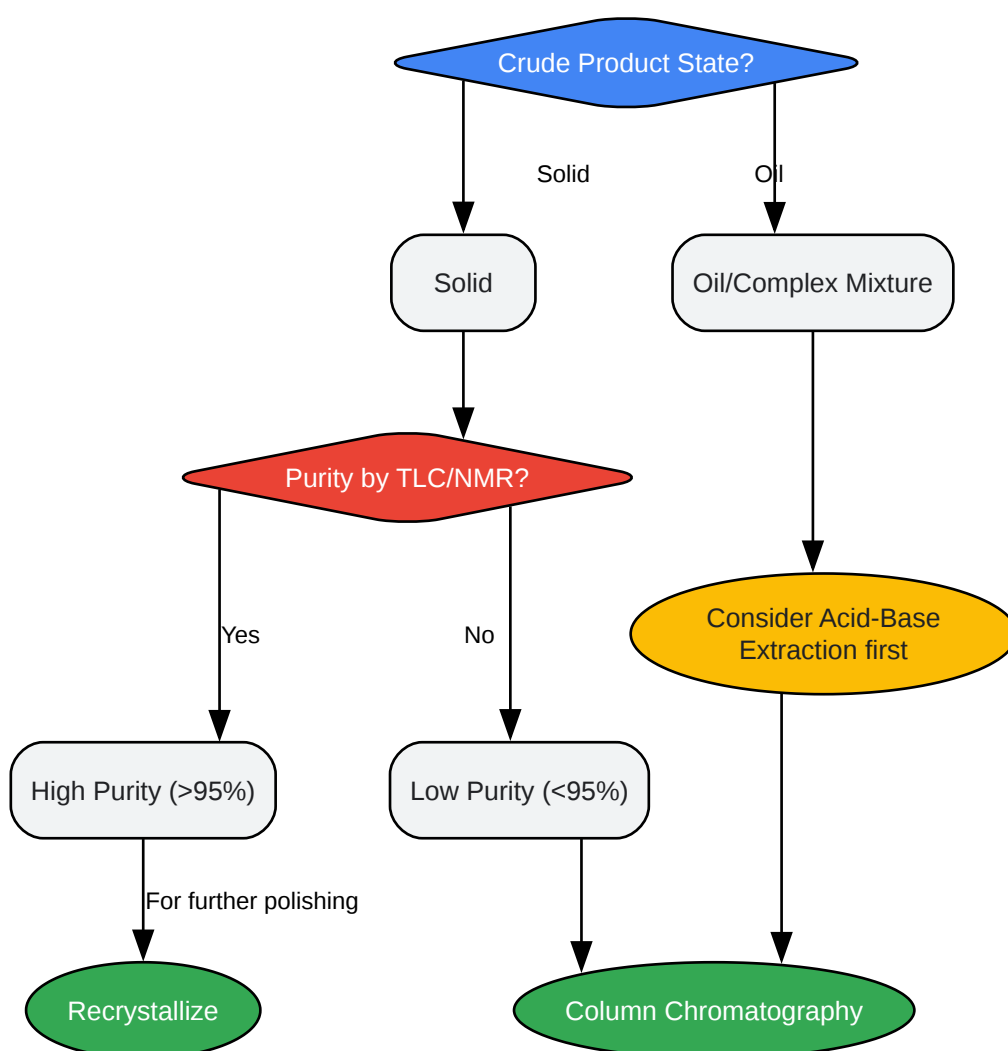 Crude Product State?
Solid
Oil
Solid
Oil/Complex Mixture
Purity by TLC/NMR?
Yes
No
Consider Acid-Base
Extraction first
High Purity (>95%)
Low Purity (<95%)
For further polishing
Recrystallize
Column Chromatography